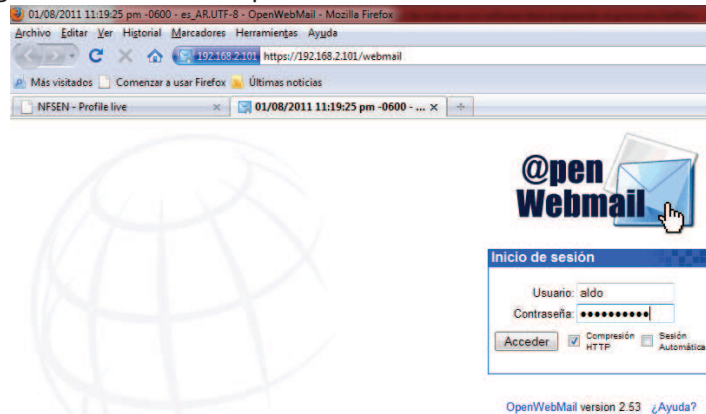 01/08/2011 11:19:25 pm -0600 - es_AR.UTF-8 - OpenWebMail - Mozilla Firefox
Archivo Editar Ver Historial Marcadores Herramientas Ayuda
192.168.2.101 https://192.168.2.101/webmail
Más visitados Comenzar a usar Firefox Últimas noticias
NFSEN - Profile live 01/08/2011 11:19:25 pm -0600 - ...
@pen
Webmail
Inicio de sesión
Usuario: aldo
Contraseña: ●●●●●●●●●●
Acceder Compresión HTTP Sesión Automática
OpenWebMail version 2.53 ¿Ayuda?